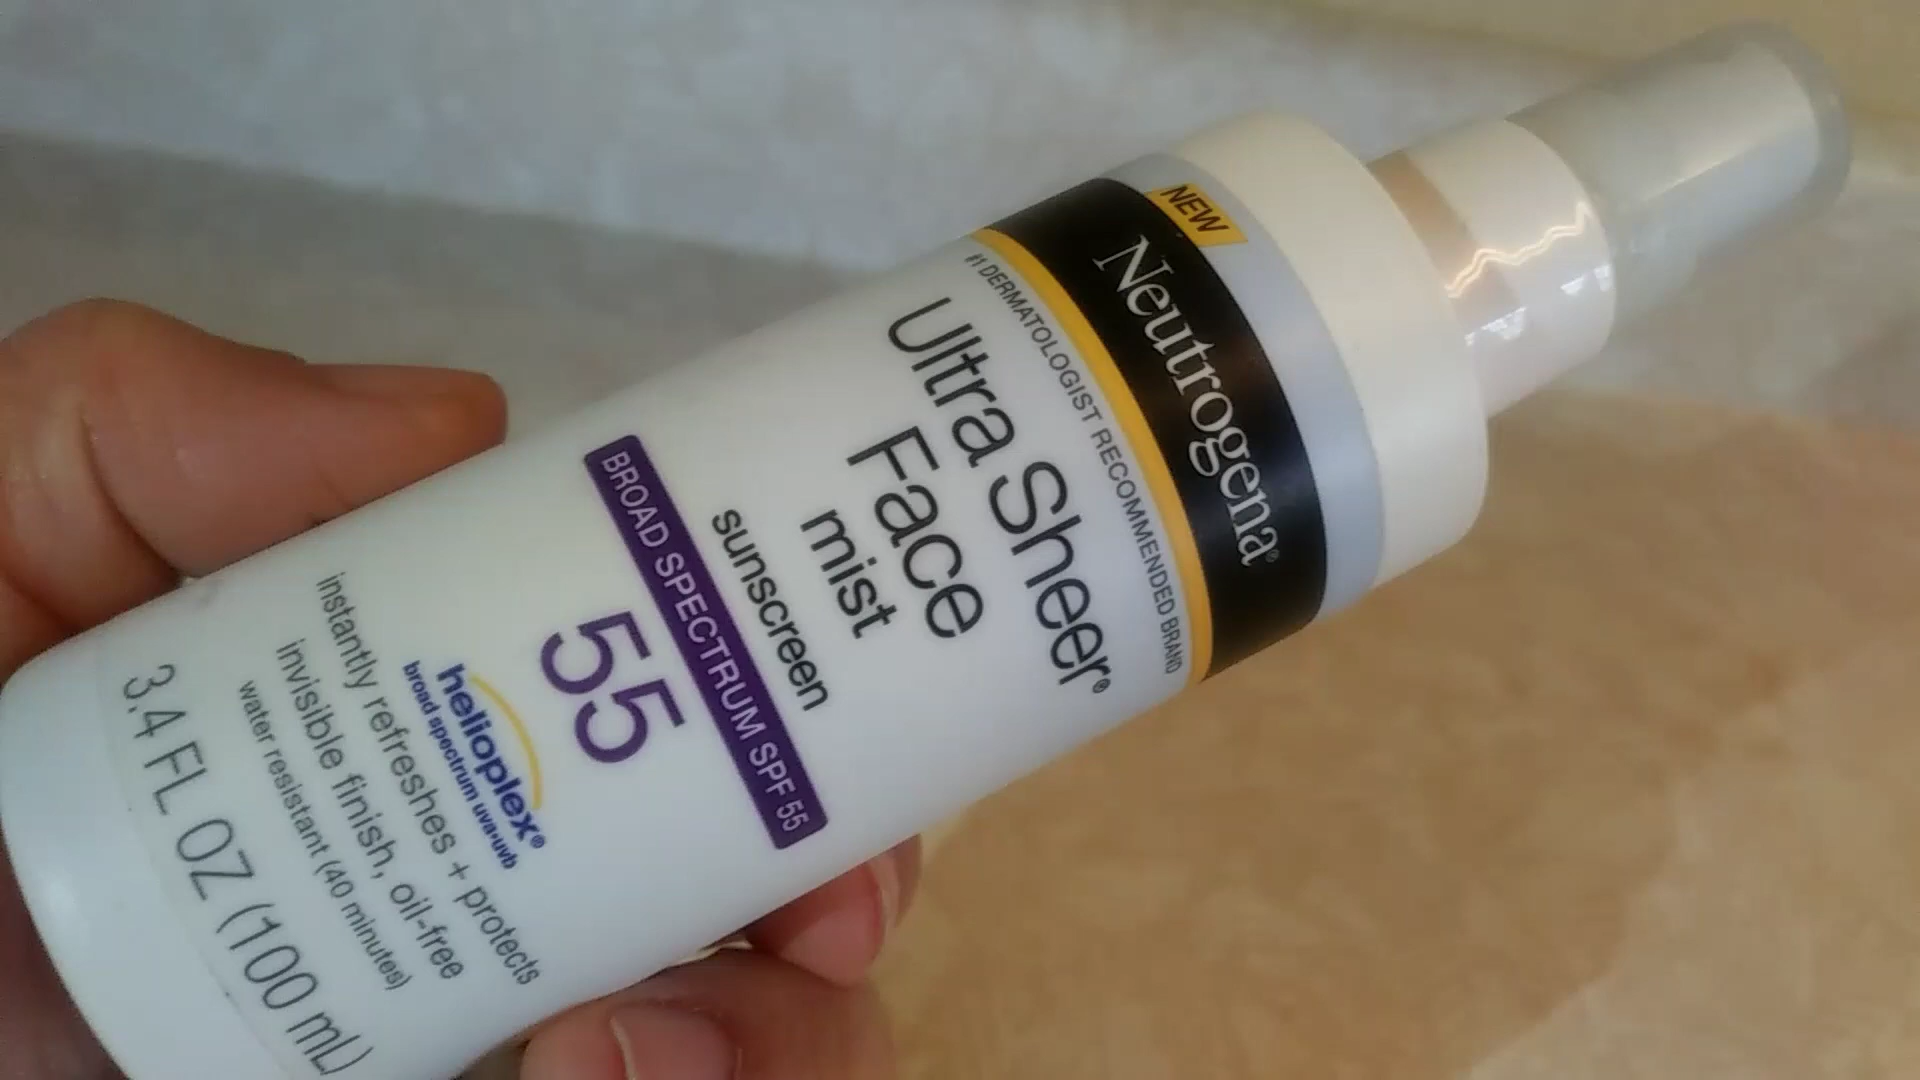 NEW
Neutrogena®
#1 DERMATOLOGIST RECOMMENDED BRAND
Ultra Sheer®
Face
mist
sunscreen
BROAD SPECTRUM SPF 55
55
helioplex®
broad spectrum uva•uvb
instantly refreshes + protects
invisible finish, oil-free
water resistant (40 minutes)
3.4 FL OZ (100 mL)